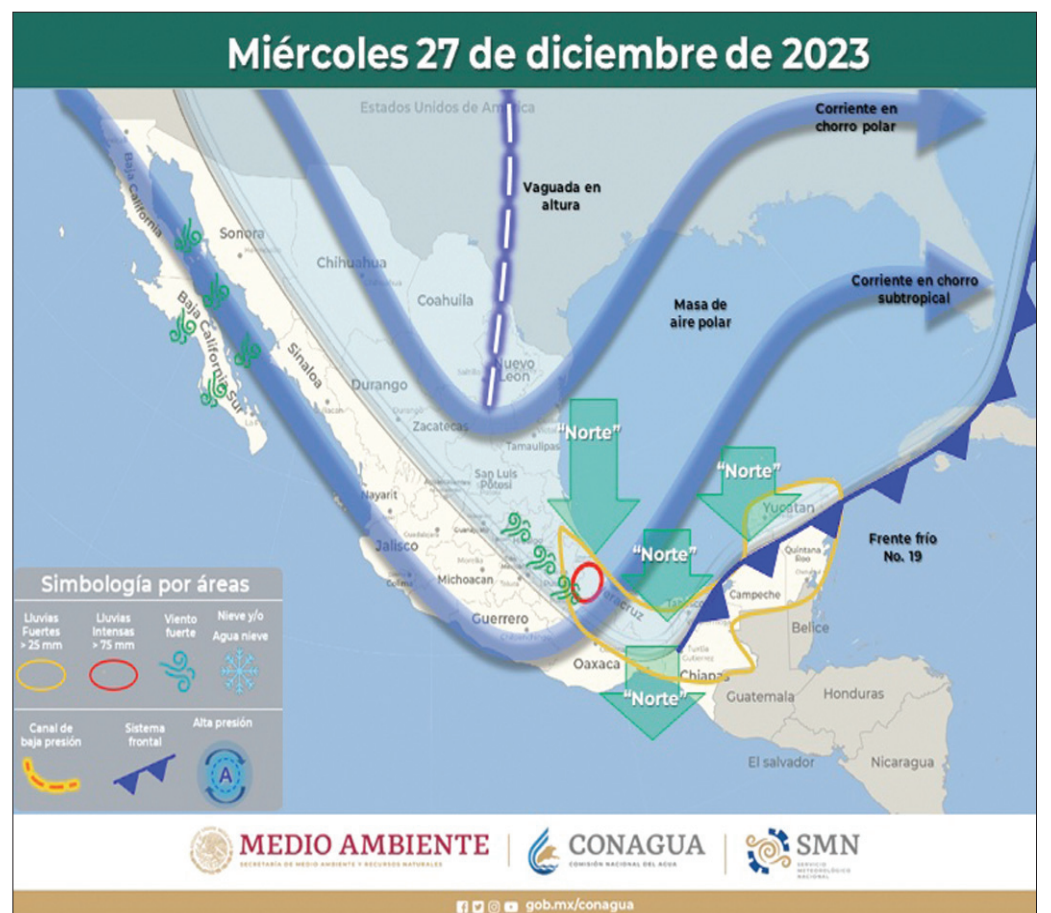 Miércoles 27 de diciembre de 2023
Estados Unidos de América
Corriente en
chorro polar
Vaguada en
altura
Baja California
Sonora
Chihuahua
Coahuila
Masa de
aire polar
Corriente en chorro
subtropical
Baja California Sur
Sinaloa
Nuevo
León
Durango
Zacatecas
Tamaulipas
"Norte"
"Norte"
San Luis
Potosí
Nayarit
Yucatán
Jalisco
"Norte"
Frente frío
No. 19
Quintana
Roo
Michoacan
Campeche
Guerrero
Belice
Oaxaca
Chiapas
"Norte"
Guatemala
Honduras
El salvador
Nicaragua
Simbología por áreas
Lluvias
Fuertes
> 25 mm
Lluvias
Intensas
> 75 mm
Viento
fuerte
Nieve y/o
Agua nieve
Canal de
baja presión
Sistema
frontal
Alta presión
A
MEDIO AMBIENTE
SECRETARÍA DE MEDIO AMBIENTE Y RECURSOS NATURALES
CONAGUA
COMISIÓN NACIONAL DEL AGUA
SMN
SERVICIO
METEOROLÓGICO
NACIONAL
gob.mx/conagua